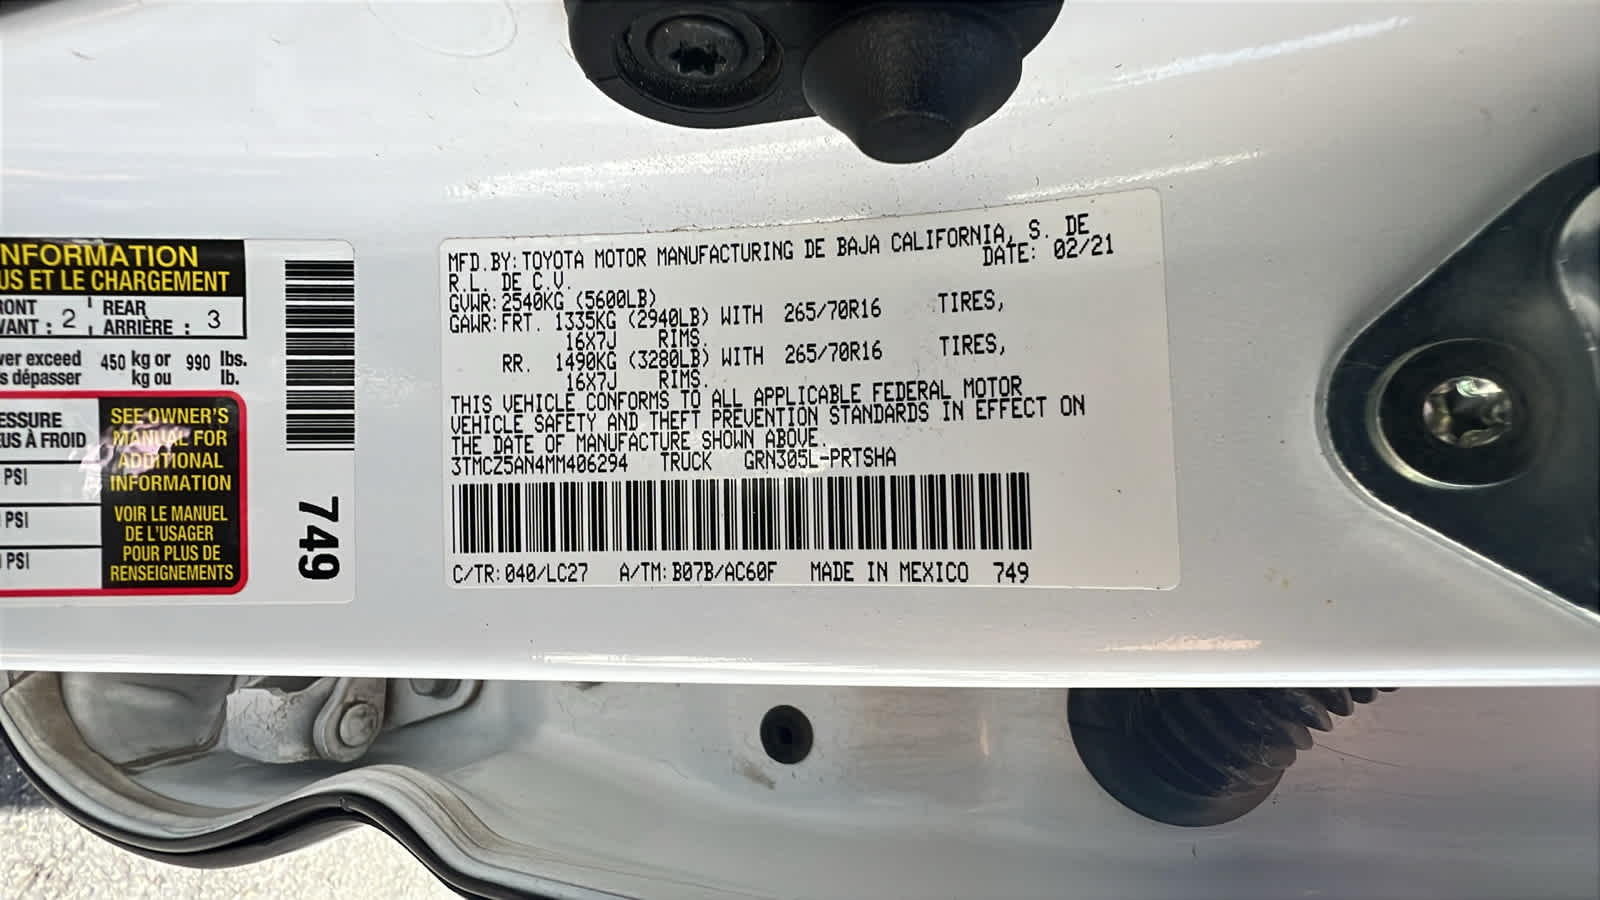 NFORMATION
US ET LE CHARGEMENT
RONT
VANT : 2
REAR
ARRIÈRE : 3
ver exceed 450 kg or 990 lbs.
s dépasser kg ou lb.
ESSURE
EUS À FROID
PSI
PSI
PSI
SEE OWNER'S
MANUAL FOR
ADDITIONAL
INFORMATION
VOIR LE MANUEL
DE L'USAGER
POUR PLUS DE
RENSEIGNEMENTS
749
MFD.BY:TOYOTA MOTOR MANUFACTURING DE BAJA CALIFORNIA, S. DE
R.L. DE C.V. DATE: 02/21
GVWR:2540KG (5600LB)
GAWR:FRT. 1335KG (2940LB) WITH 265/70R16 TIRES,
16X7J RIMS.
RR. 1490KG (3280LB) WITH 265/70R16 TIRES,
16X7J RIMS.
THIS VEHICLE CONFORMS TO ALL APPLICABLE FEDERAL MOTOR
VEHICLE SAFETY AND THEFT PREVENTION STANDARDS IN EFFECT ON
THE DATE OF MANUFACTURE SHOWN ABOVE.
3TMCZ5AN4MM406294 TRUCK GRN305L-PRTSHA
C/TR:040/LC27 A/TM:B07B/AC60F MADE IN MEXICO 749